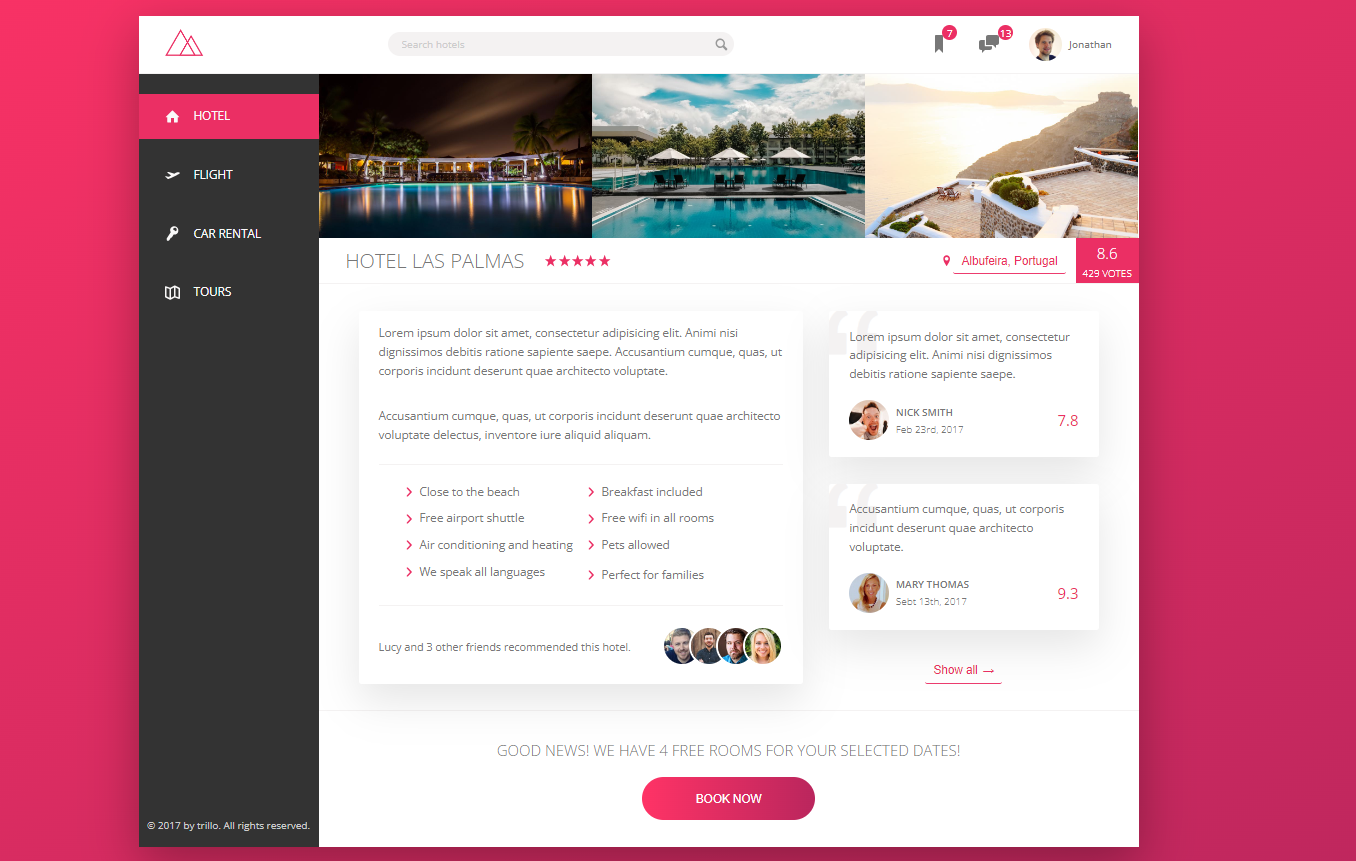 Search hotels
7
13
Jonathan
HOTEL
FLIGHT
CAR RENTAL
TOURS
© 2017 by trillo. All rights reserved.
HOTEL LAS PALMAS
Albufeira, Portugal
8.6
429 VOTES
Lorem ipsum dolor sit amet, consectetur adipisicing elit. Animi nisi
dignissimos debitis ratione sapiente saepe. Accusantium cumque, quas, ut
corporis incidunt deserunt quae architecto voluptate.
Accusantium cumque, quas, ut corporis incidunt deserunt quae architecto
voluptate delectus, inventore iure aliquid aliquam.
Close to the beach
Breakfast included
Free airport shuttle
Free wifi in all rooms
Air conditioning and heating
Pets allowed
We speak all languages
Perfect for families
Lucy and 3 other friends recommended this hotel.
“
Lorem ipsum dolor sit amet, consectetur
adipisicing elit. Animi nisi dignissimos
debitis ratione sapiente saepe.
NICK SMITH
Feb 23rd, 2017
7.8
“
Accusantium cumque, quas, ut corporis
incidunt deserunt quae architecto
voluptate.
MARY THOMAS
Sebt 13th, 2017
9.3
Show all →
GOOD NEWS! WE HAVE 4 FREE ROOMS FOR YOUR SELECTED DATES!
BOOK NOW